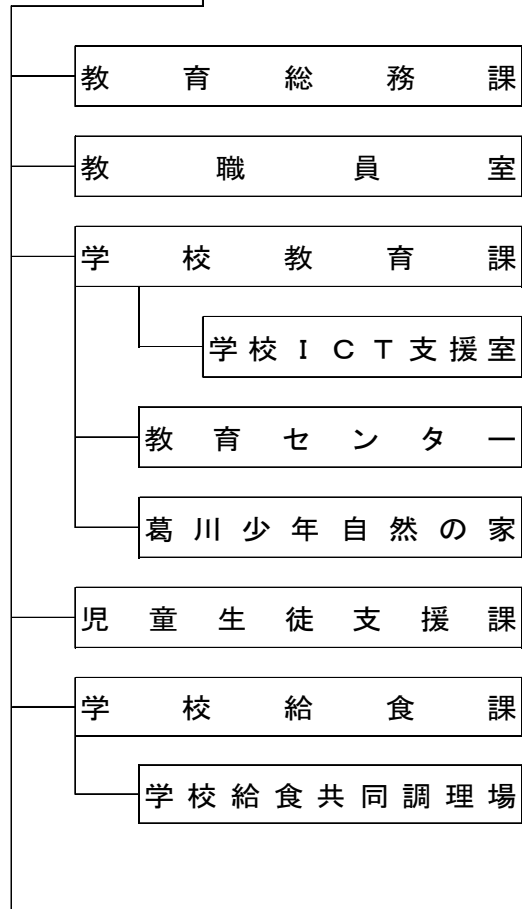 教育総務課
教職員室
学校教育課
学校ICT支援室
教育センター
葛川少年自然の家
児童生徒支援課
学校給食課
学校給食共同調理場